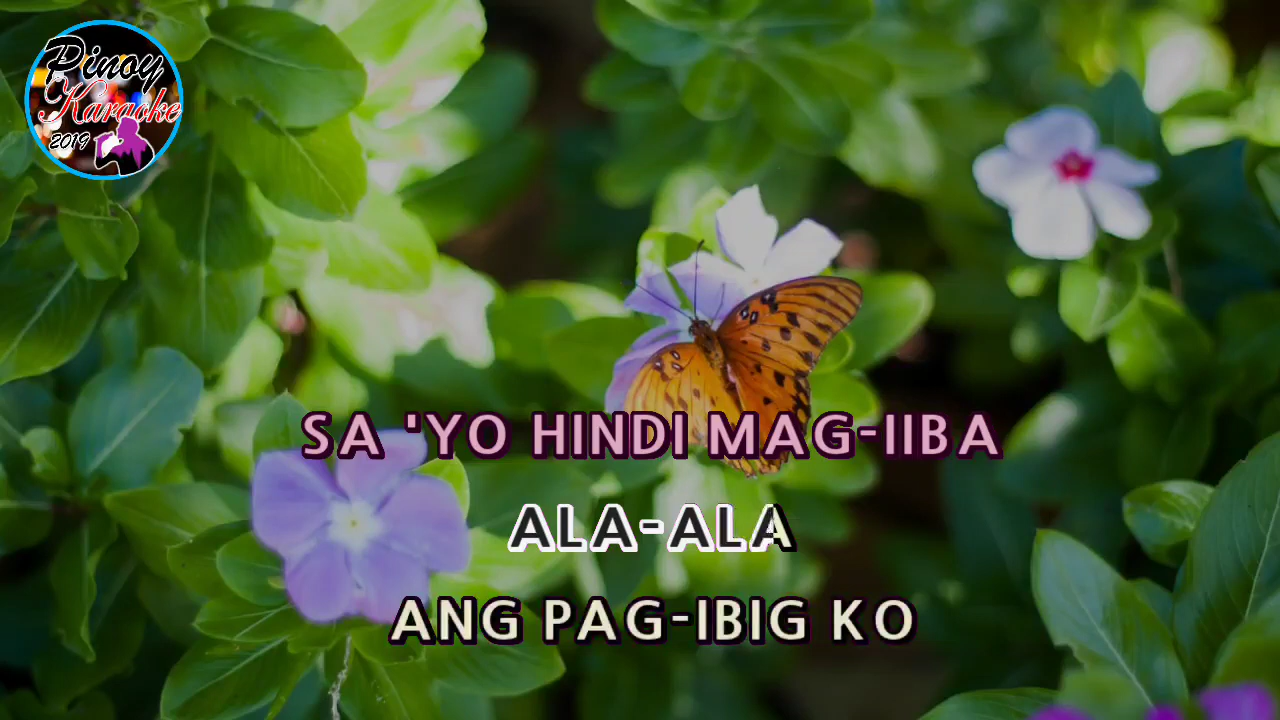 Pinoy
Karaoke
2019
SA 'YO HINDI MAG-IIBA
ALA-ALA
ANG PAG-IBIG KO